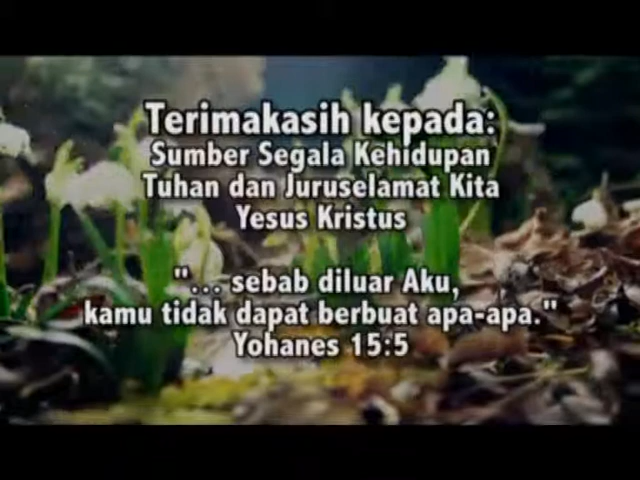 Terimakasih kepada:
Sumber Segala Kehidupan
Tuhan dan Juruselamat Kita
Yesus Kristus
"... sebab diluar Aku,
kamu tidak dapat berbuat apa-apa."
Yohanes 15:5